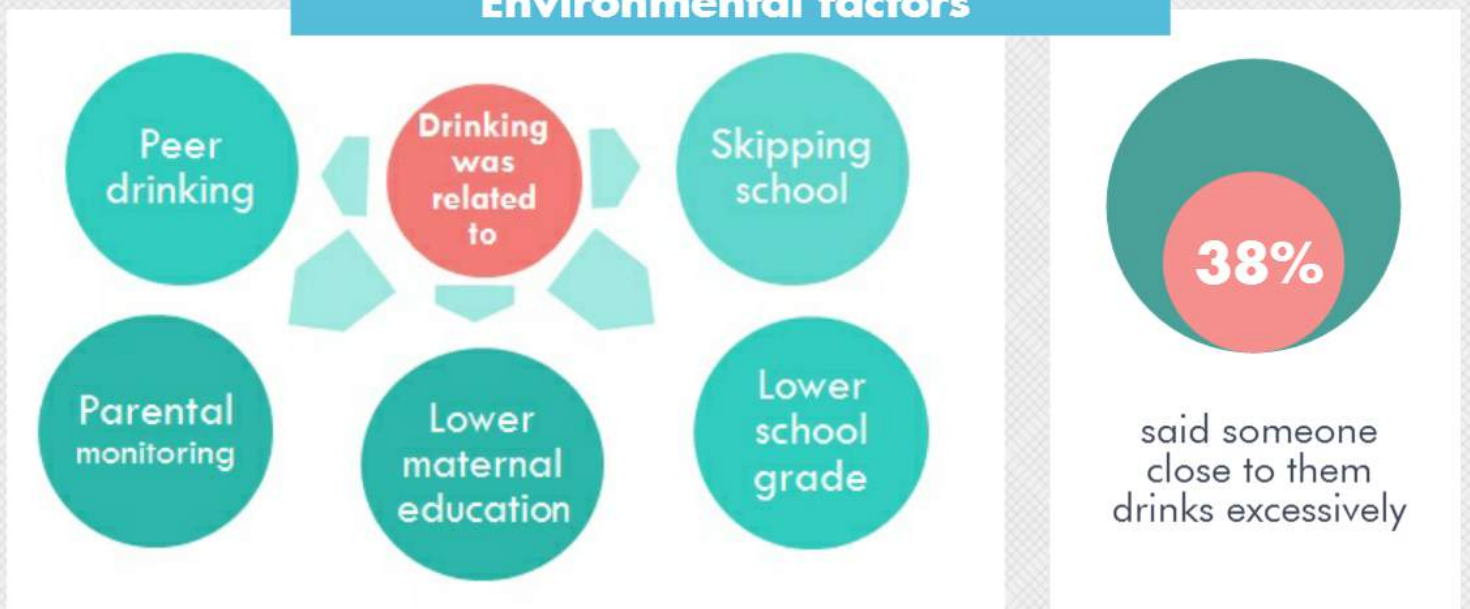 Environmental factors
Peer
drinking
Drinking
was
related
to
Skipping
school
Parental
monitoring
Lower
maternal
education
Lower
school
grade
38%
said someone
close to them
drinks excessively